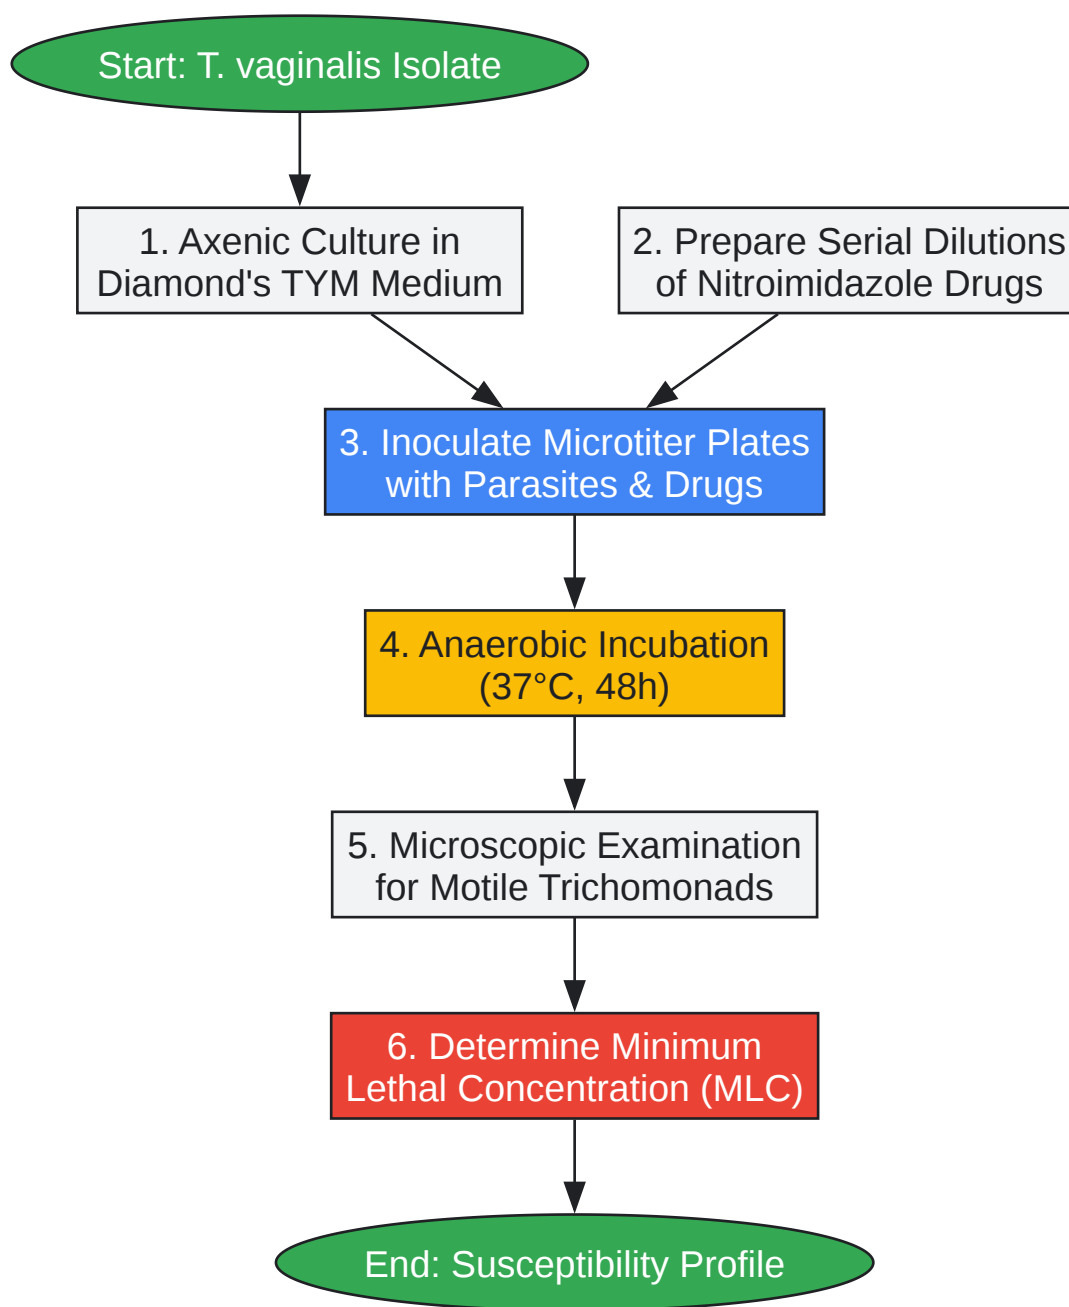 Start: T. vaginalis Isolate
1. Axenic Culture in
Diamond's TYM Medium
2. Prepare Serial Dilutions
of Nitroimidazole Drugs
3. Inoculate Microtiter Plates
with Parasites & Drugs
4. Anaerobic Incubation
(37°C, 48h)
5. Microscopic Examination
for Motile Trichomonads
6. Determine Minimum
Lethal Concentration (MLC)
End: Susceptibility Profile